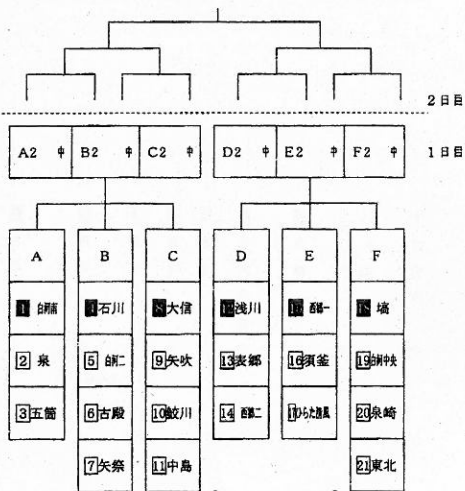 2日目
A2 中 B2 中 C2 中 D2 中 E2 中 F2 中 1日目
A B C D E F
1 4 石川 8 大信 12 浅川 18 塙
2 泉 5 9 矢吹 13 表郷 16 須釜 19
3 五箇 6 古殿 10 鮫川 14 20 泉崎
7 矢祭 11 中島 21 東北